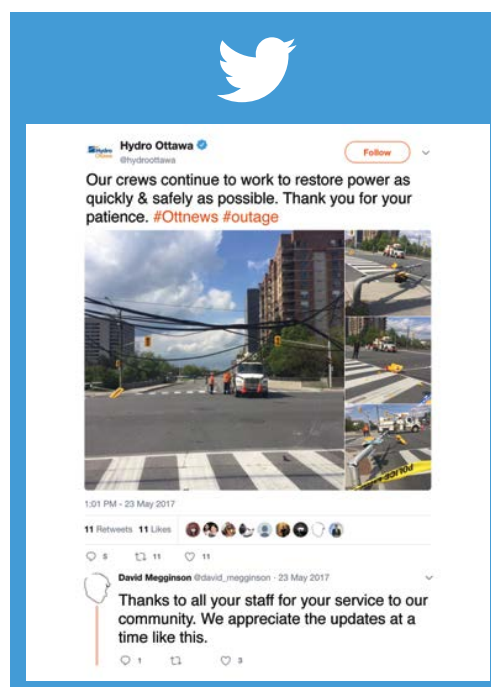 Hydro Ottawa
@hydroottawa
Follow
Our crews continue to work to restore power as
quickly & safely as possible. Thank you for your
patience. #Ottnews #outage
1:01 PM - 23 May 2017
11 Retweets 11 Likes
5 11 11
David Megginson @david_megginson · 23 May 2017
Thanks to all your staff for your service to our
community. We appreciate the updates at a
time like this.
1 3